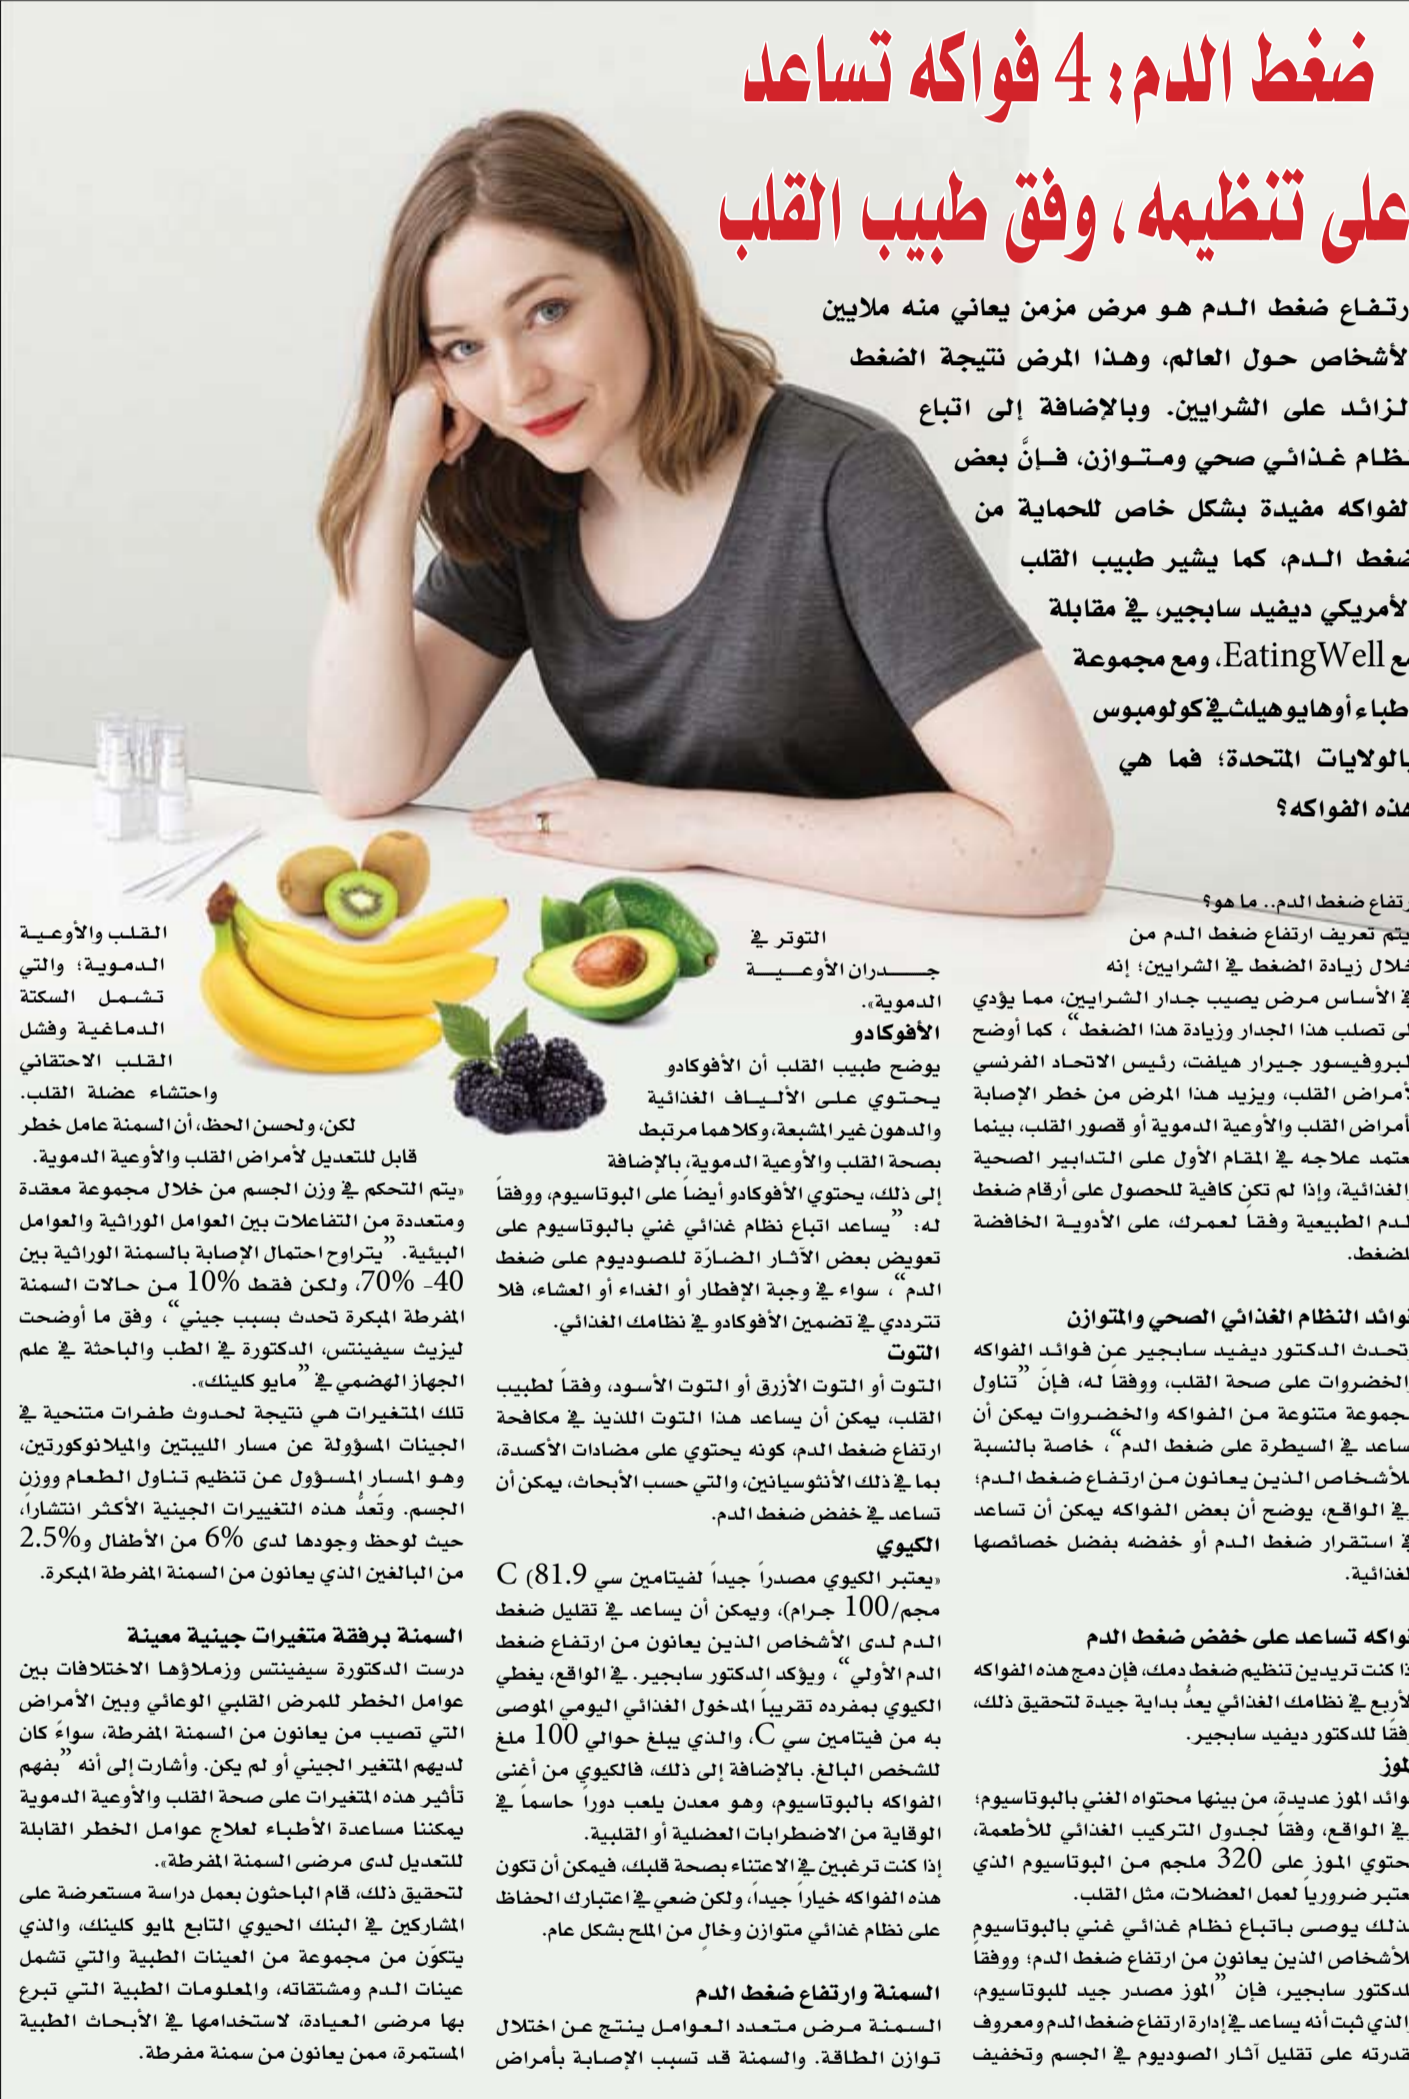 ضغط الدم: 4 فواكه تساعد
على تنظيمه، وفق طبيب القلب
رتفاع ضغط الدم هو مرض مزمن يعاني منه ملايين
لأشخاص حول العالم، وهذا المرض نتيجة الضغط
لزائد على الشرايين. وبالإضافة إلى اتباع
نظام غذائي صحي ومتوازن، فإنَّ بعض
لفواكه مفيدة بشكل خاص للحماية من
ضغط الدم، كما يشير طبيب القلب
لأمريكي ديفيد سابجير، في مقابلة
مع EatingWell، ومع مجموعة
طباء أوهايو هيلث في كولومبوس
بالولايات المتحدة؛ فما هي
هذه الفواكه؟
رتفاع ضغط الدم.. ما هو؟
يتم تعريف ارتفاع ضغط الدم من
خلال زيادة الضغط في الشرايين؛ إنه
في الأساس مرض يصيب جدار الشرايين، مما يؤدي
لى تصلب هذا الجدار وزيادة هذا الضغط“، كما أوضح
لبروفيسور جيرار هيلفت، رئيس الاتحاد الفرنسي
لأمراض القلب، ويزيد هذا المرض من خطر الإصابة
أمراض القلب والأوعية الدموية أو قصور القلب، بينما
عتمد علاجه في المقام الأول على التدابير الصحية
الغذائية، وإذا لم تكن كافية للحصول على أرقام ضغط
لدم الطبيعية وفقاً لعمرك، على الأدوية الخافضة
للضغط.
وائد النظام الغذائي الصحي والمتوازن
تحدث الدكتور ديفيد سابجير عن فوائد الفواكه
الخضروات على صحة القلب، ووفقاً له، فإنّ ”تناول
جموعة متنوعة من الفواكه والخضروات يمكن أن
ساعد في السيطرة على ضغط الدم“، خاصة بالنسبة
للأشخاص الذين يعانون من ارتفاع ضغط الدم؛
في الواقع، يوضح أن بعض الفواكه يمكن أن تساعد
في استقرار ضغط الدم أو خفضه بفضل خصائصها
لغذائية.
واكه تساعد على خفض ضغط الدم
ذا كنت تريدين تنظيم ضغط دمك، فإن دمج هذه الفواكه
لأربع في نظامك الغذائي يعدُّ بداية جيدة لتحقيق ذلك،
فقًا للدكتور ديفيد سابجير.
لموز
وائد الموز عديدة، من بينها محتواه الغني بالبوتاسيوم؛
في الواقع، وفقاً لجدول التركيب الغذائي للأطعمة،
حتوي الموز على 320 ملجم من البوتاسيوم الذي
عتبر ضرورياً لعمل العضلات، مثل القلب.
لذلك يوصى باتباع نظام غذائي غني بالبوتاسيوم
للأشخاص الذين يعانون من ارتفاع ضغط الدم؛ ووفقاً
لدكتور سابجير، فإن ”الموز مصدر جيد للبوتاسيوم،
الذي ثبت أنه يساعد في إدارة ارتفاع ضغط الدم ومعروف
قدرته على تقليل آثار الصوديوم في الجسم وتخفيف
التوتر في
جدران الأوعية
الدموية».
الأفوكادو
يوضح طبيب القلب أن الأفوكادو
يحتوي على الألياف الغذائية
والدهون غير المشبعة، وكلاهما مرتبط
بصحة القلب والأوعية الدموية، بالإضافة
إلى ذلك، يحتوي الأفوكادو أيضاً على البوتاسيوم، ووفقاً
له: ”يساعد اتباع نظام غذائي غني بالبوتاسيوم على
تعويض بعض الآثار الضارّة للصوديوم على ضغط
الدم“، سواء في وجبة الإفطار أو الغداء أو العشاء، فلا
تترددي في تضمين الأفوكادو في نظامك الغذائي.
التوت
التوت أو التوت الأزرق أو التوت الأسود، وفقاً لطبيب
القلب، يمكن أن يساعد هذا التوت اللذيذ في مكافحة
ارتفاع ضغط الدم، كونه يحتوي على مضادات الأكسدة،
بما في ذلك الأنثوسيانين، والتي حسب الأبحاث، يمكن أن
تساعد في خفض ضغط الدم.
الكيوي
«يعتبر الكيوي مصدراً جيداً لفيتامين سي C (81.9
مجم/100 جرام)، ويمكن أن يساعد في تقليل ضغط
الدم لدى الأشخاص الذين يعانون من ارتفاع ضغط
الدم الأولي“، ويؤكد الدكتور سابجير. في الواقع، يغطي
الكيوي بمفرده تقريباً المدخول الغذائي اليومي الموصى
به من فيتامين سي C، والذي يبلغ حوالي 100 ملغ
للشخص البالغ. بالإضافة إلى ذلك، فالكيوي من أغنى
الفواكه بالبوتاسيوم، وهو معدن يلعب دوراً حاسماً في
الوقاية من الاضطرابات العضلية أو القلبية.
إذا كنت ترغبين في الاعتناء بصحة قلبك، فيمكن أن تكون
هذه الفواكه خياراً جيداً، ولكن ضعي في اعتبارك الحفاظ
على نظام غذائي متوازن وخالٍ من الملح بشكل عام.
السمنة وارتفاع ضغط الدم
السمنة مرض متعدد العوامل ينتج عن اختلال
توازن الطاقة. والسمنة قد تسبب الإصابة بأمراض
القلب والأوعية
الدموية؛ والتي
تشمل السكتة
الدماغية وفشل
القلب الاحتقاني
واحتشاء عضلة القلب.
لكن، ولحسن الحظ، أن السمنة عامل خطر
قابل للتعديل لأمراض القلب والأوعية الدموية.
«يتم التحكم في وزن الجسم من خلال مجموعة معقدة
ومتعددة من التفاعلات بين العوامل الوراثية والعوامل
البيئية. ”يتراوح احتمال الإصابة بالسمنة الوراثية بين
40- 70%، ولكن فقط 10% من حالات السمنة
المفرطة المبكرة تحدث بسبب جيني“، وفق ما أوضحت
ليزيث سيفينتس، الدكتورة في الطب والباحثة في علم
الجهاز الهضمي في ”مايو كلينك».
تلك المتغيرات هي نتيجة لحدوث طفرات متنحية في
الجينات المسؤولة عن مسار الليبتين والميلانوكورتين،
وهو المسار المسؤول عن تنظيم تناول الطعام ووزن
الجسم. وتعدُّ هذه التغييرات الجينية الأكثر انتشاراً،
حيث لوحظ وجودها لدى 6% من الأطفال و2.5%
من البالغين الذي يعانون من السمنة المفرطة المبكرة.
السمنة برفقة متغيرات جينية معينة
درست الدكتورة سيفينتس وزملاؤها الاختلافات بين
عوامل الخطر للمرض القلبي الوعائي وبين الأمراض
التي تصيب من يعانون من السمنة المفرطة، سواءً كان
لديهم المتغير الجيني أو لم يكن. وأشارت إلى أنه ”بفهم
تأثير هذه المتغيرات على صحة القلب والأوعية الدموية
يمكننا مساعدة الأطباء لعلاج عوامل الخطر القابلة
للتعديل لدى مرضى السمنة المفرطة».
لتحقيق ذلك، قام الباحثون بعمل دراسة مستعرضة على
المشاركين في البنك الحيوي التابع لمايو كلينك، والذي
يتكوّن من مجموعة من العينات الطبية والتي تشمل
عينات الدم ومشتقاته، والمعلومات الطبية التي تبرع
بها مرضى العيادة، لاستخدامها في الأبحاث الطبية
المستمرة، ممن يعانون من سمنة مفرطة.